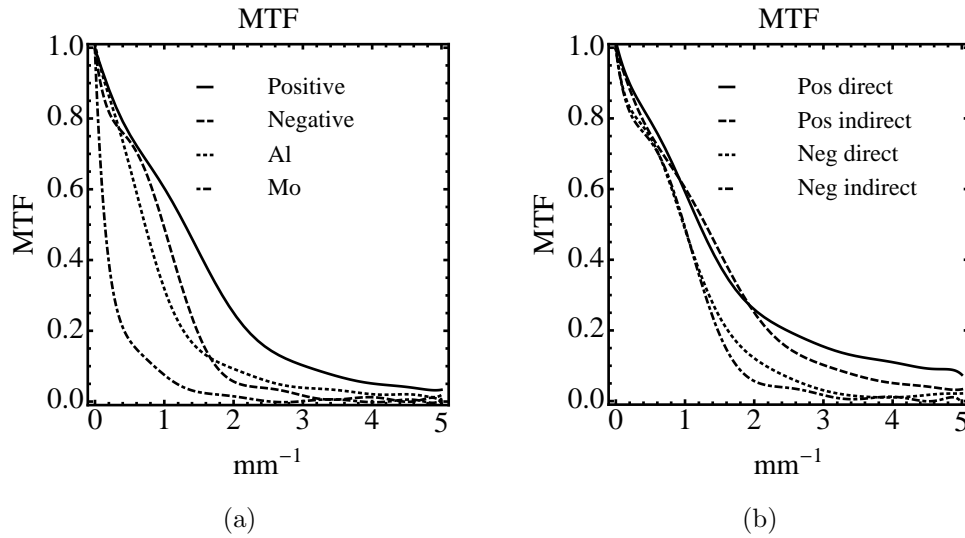 MTF
1.0
0.8
0.6
0.4
0.2
0.0
MTF
Positive
Negative
Al
Mo
0 1 2 3 4 5
mm⁻¹
(a)
MTF
1.0
0.8
0.6
0.4
0.2
0.0
MTF
Pos direct
Pos indirect
Neg direct
Neg indirect
0 1 2 3 4 5
mm⁻¹
(b)